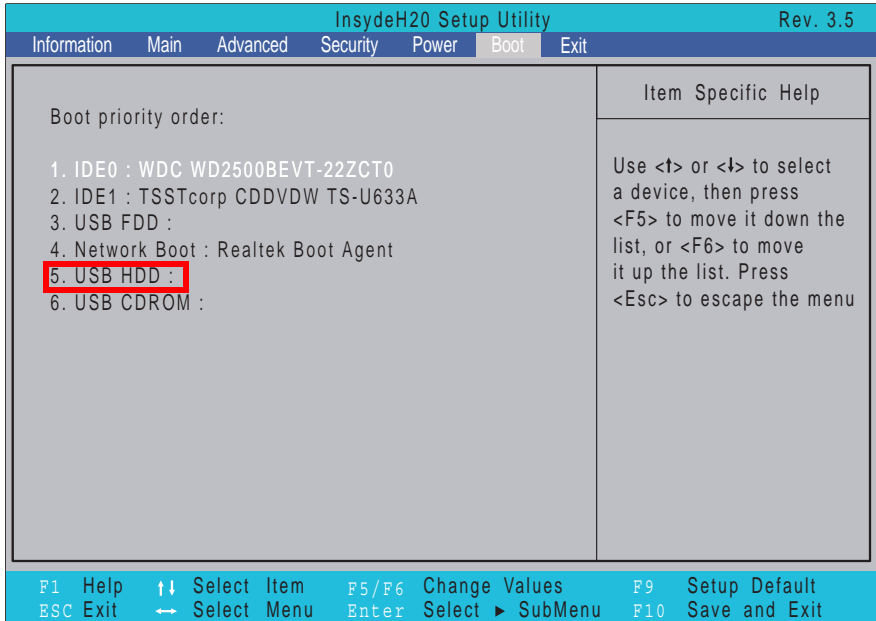 InsydeH20 Setup Utility Rev. 3.5
Information Main Advanced Security Power Boot Exit
Boot priority order:
1. IDE0 : WDC WD2500BEVT-22ZCT0
2. IDE1 : TSSTcorp CDDVDW TS-U633A
3. USB FDD :
4. Network Boot : Realtek Boot Agent
5. USB HDD :
6. USB CDROM :
Item Specific Help
Use <↑> or <↓> to select
a device, then press
<F5> to move it down the
list, or <F6> to move
it up the list. Press
<Esc> to escape the menu
F1 Help ↑↓ Select Item F5/F6 Change Values F9 Setup Default
ESC Exit ↔ Select Menu Enter Select ► SubMenu F10 Save and Exit